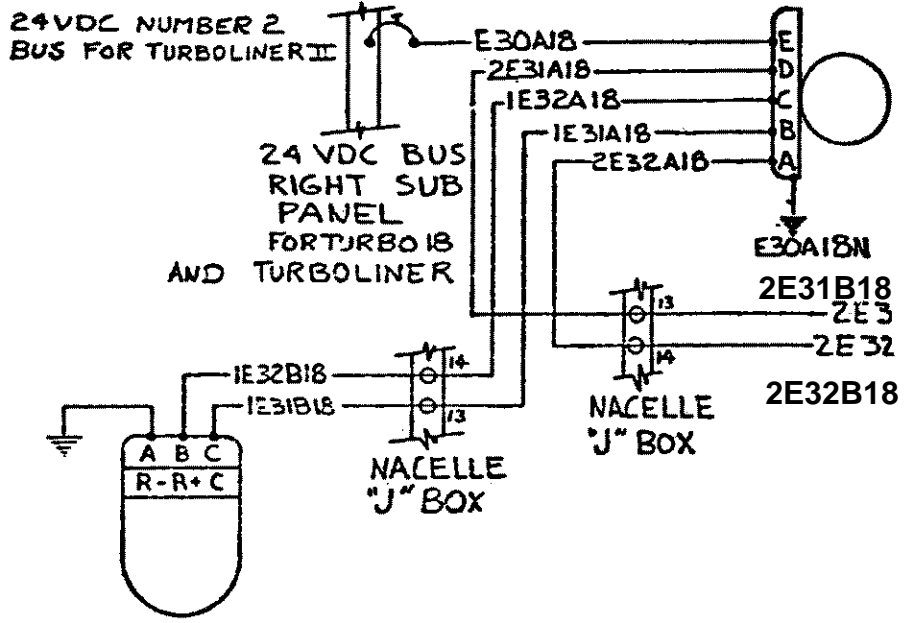 24VDC NUMBER 2
BUS FOR TURBOLINER II
E30A18
E
2E31A18
D
1E32A18
C
1E31A18
B
2E32A18
A
24 VDC BUS
RIGHT SUB
PANEL
FOR TURBO 18
AND TURBOLINER
E30A18N
2E31B18
13
2E3
2E32
14
2E32B18
NACELLE
"J" BOX
1E32B18
14
1E31B18
13
NACELLE
"J" BOX
A B C
R- R+ C